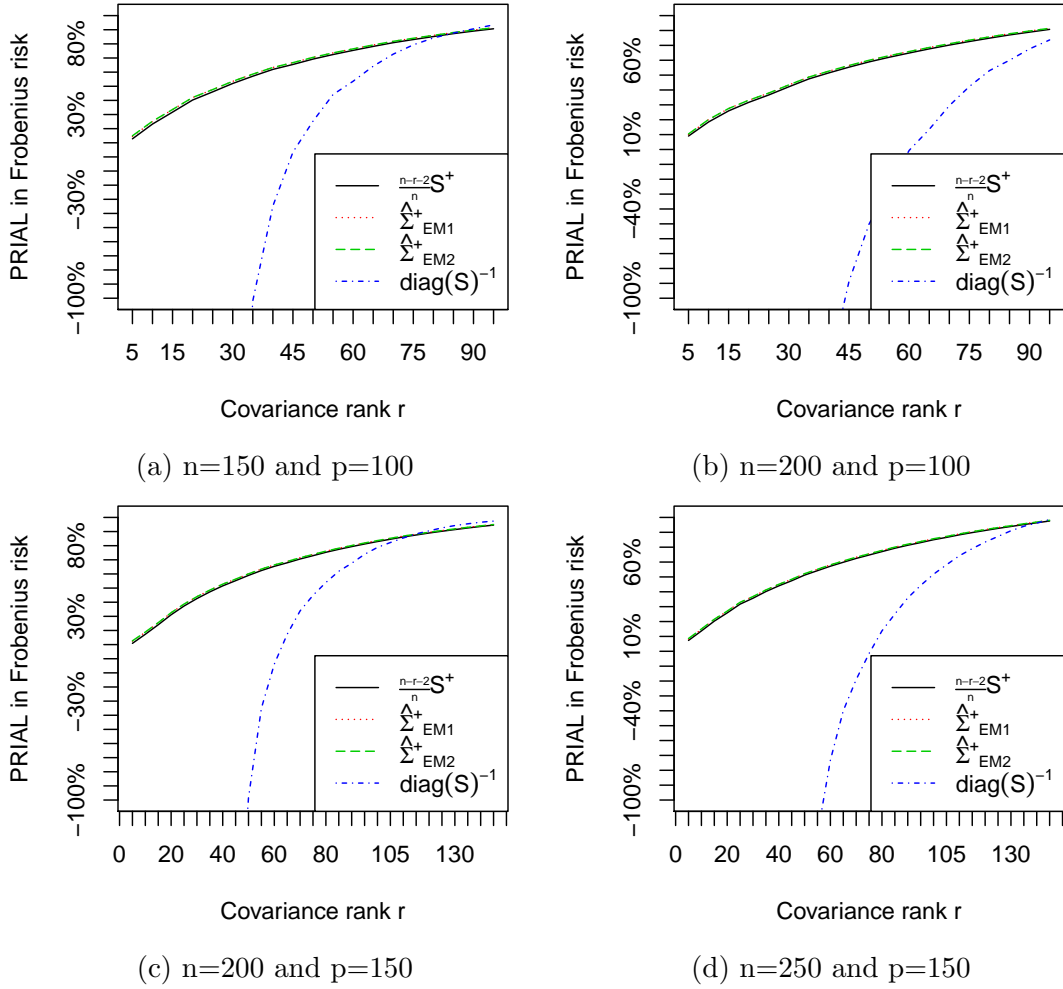 PRIAL in Frobenius risk
80%
30%
−30%
−100%
5 15 30 45 60 75 90
Covariance rank r
n−r−2/n S⁺
Σ̂⁺EM1
Σ̂⁺EM2
diag(S)⁻¹
(a) n=150 and p=100
PRIAL in Frobenius risk
60%
10%
−40%
−100%
5 15 30 45 60 75 90
Covariance rank r
n−r−2/n S⁺
Σ̂⁺EM1
Σ̂⁺EM2
diag(S)⁻¹
(b) n=200 and p=100
PRIAL in Frobenius risk
80%
30%
−30%
−100%
0 20 40 60 80 105 130
Covariance rank r
n−r−2/n S⁺
Σ̂⁺EM1
Σ̂⁺EM2
diag(S)⁻¹
(c) n=200 and p=150
PRIAL in Frobenius risk
60%
10%
−40%
−100%
0 20 40 60 80 105 130
Covariance rank r
n−r−2/n S⁺
Σ̂⁺EM1
Σ̂⁺EM2
diag(S)⁻¹
(d) n=250 and p=150